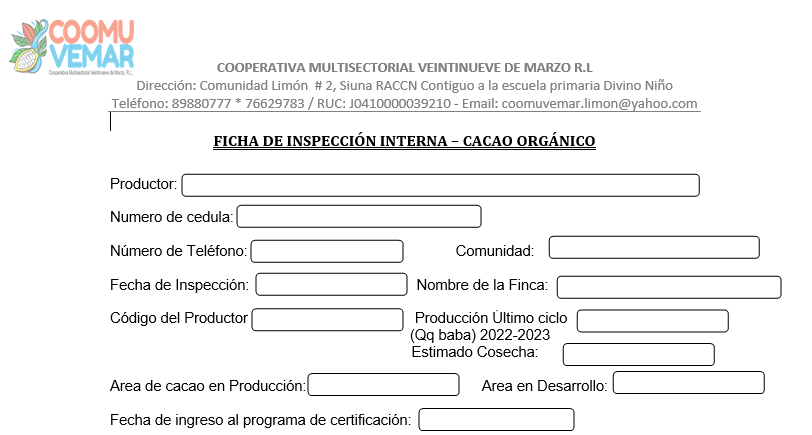 COOMU
VEMAR
Cooperativa Multisectorial Veintinueve de Marzo, R.L.
COOPERATIVA MULTISECTORIAL VEINTINUEVE DE MARZO R.L
Dirección: Comunidad Limón # 2, Siuna RACCN Contiguo a la escuela primaria Divino Niño
Teléfono: 89880777 * 76629783 / RUC: J0410000039210 - Email: coomuvemar.limon@yahoo.com
FICHA DE INSPECCIÓN INTERNA – CACAO ORGÁNICO
Productor:
Numero de cedula:
Número de Teléfono: Comunidad:
Fecha de Inspección: Nombre de la Finca:
Código del Productor Producción Último ciclo
(Qq baba) 2022-2023
Estimado Cosecha:
Area de cacao en Producción: Area en Desarrollo:
Fecha de ingreso al programa de certificación: